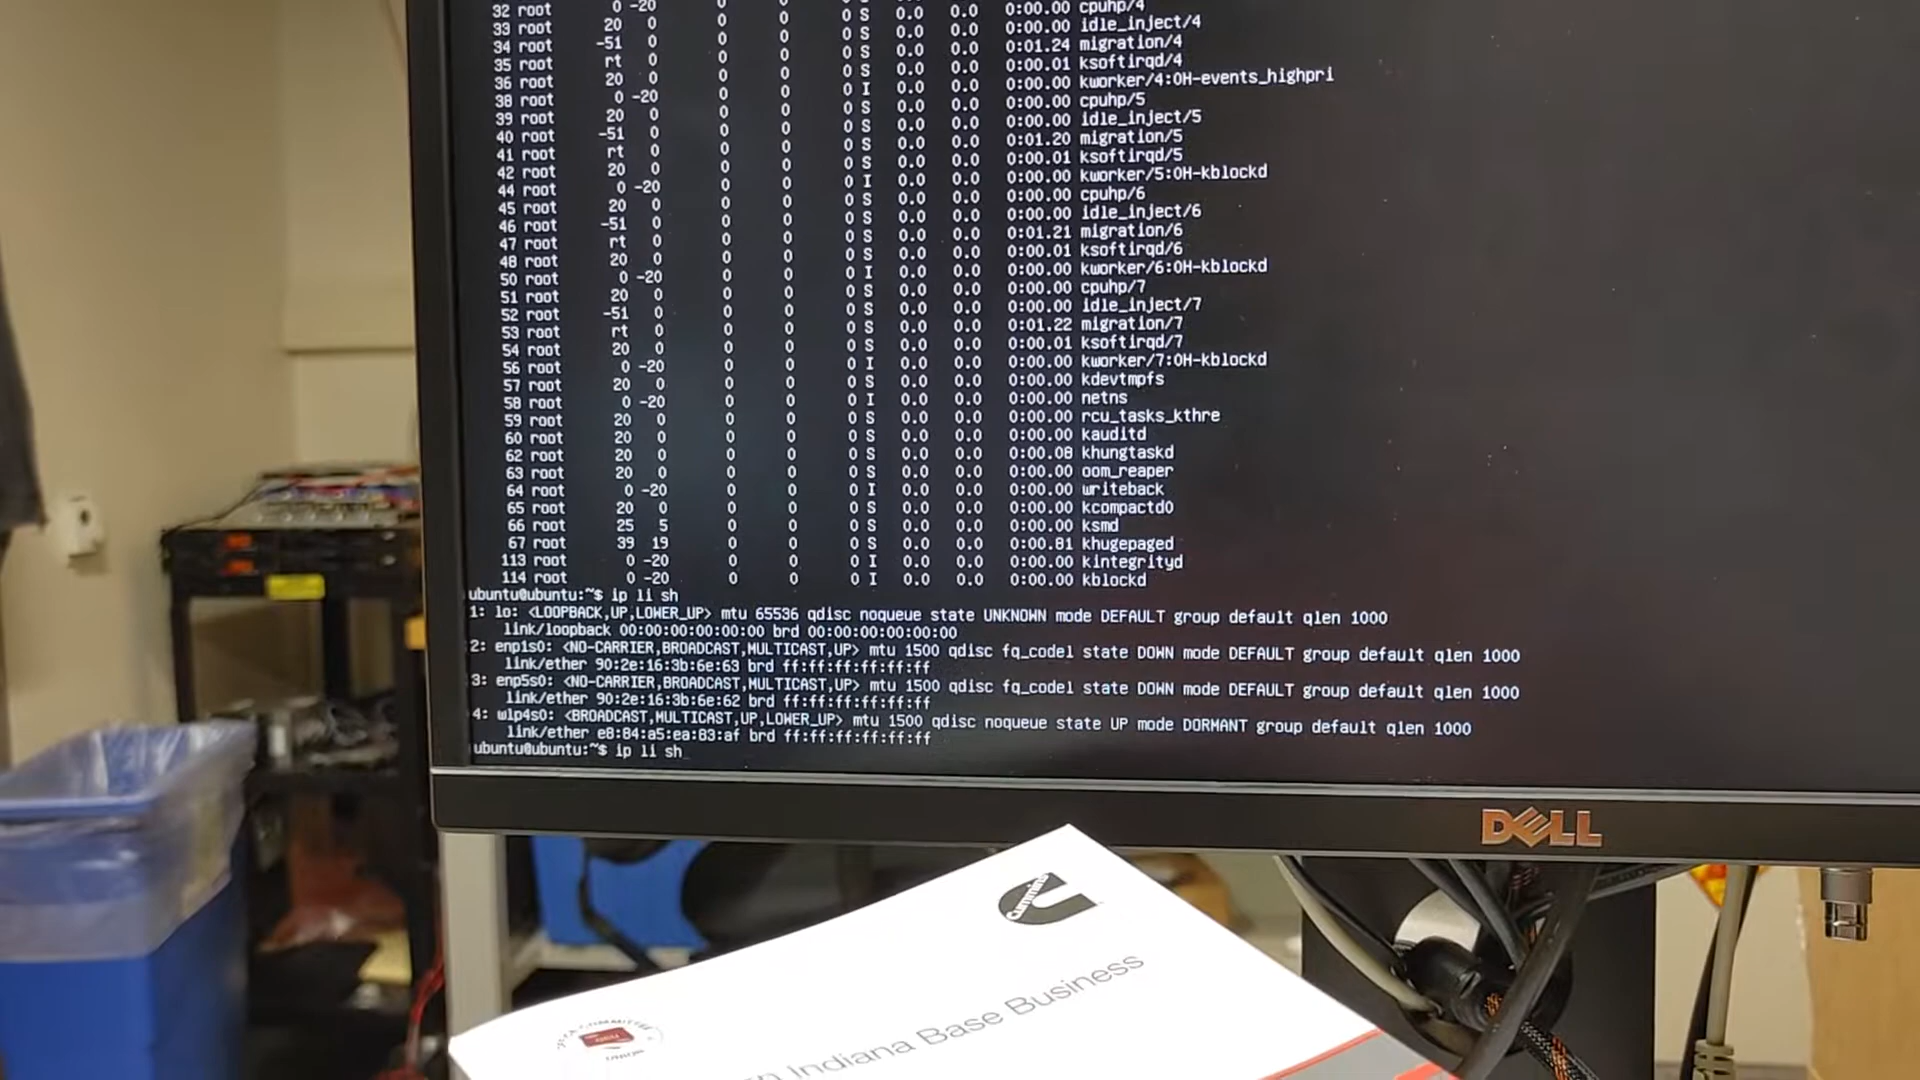 32 root 0 -20 0 0 0 S 0.0 0.0 0:00.00 cpuhp/4
33 root 20 0 0 0 0 S 0.0 0.0 0:00.00 idle_inject/4
34 root -51 0 0 0 0 S 0.0 0.0 0:01.24 migration/4
35 root rt 0 0 0 0 S 0.0 0.0 0:00.01 ksoftirqd/4
36 root 20 0 0 0 0 I 0.0 0.0 0:00.00 kworker/4:0H-events_highpri
38 root 0 -20 0 0 0 S 0.0 0.0 0:00.00 cpuhp/5
39 root 20 0 0 0 0 S 0.0 0.0 0:00.00 idle_inject/5
40 root -51 0 0 0 0 S 0.0 0.0 0:01.20 migration/5
41 root rt 0 0 0 0 S 0.0 0.0 0:00.01 ksoftirqd/5
42 root 20 0 0 0 0 I 0.0 0.0 0:00.00 kworker/5:0H-kblockd
44 root 0 -20 0 0 0 S 0.0 0.0 0:00.00 cpuhp/6
45 root 20 0 0 0 0 S 0.0 0.0 0:00.00 idle_inject/6
46 root -51 0 0 0 0 S 0.0 0.0 0:01.21 migration/6
47 root rt 0 0 0 0 S 0.0 0.0 0:00.01 ksoftirqd/6
48 root 20 0 0 0 0 I 0.0 0.0 0:00.00 kworker/6:0H-kblockd
50 root 0 -20 0 0 0 S 0.0 0.0 0:00.00 cpuhp/7
51 root 20 0 0 0 0 S 0.0 0.0 0:00.00 idle_inject/7
52 root -51 0 0 0 0 S 0.0 0.0 0:01.22 migration/7
53 root rt 0 0 0 0 S 0.0 0.0 0:00.01 ksoftirqd/7
54 root 20 0 0 0 0 I 0.0 0.0 0:00.00 kworker/7:0H-kblockd
56 root 0 -20 0 0 0 S 0.0 0.0 0:00.00 kdevtmpfs
57 root 20 0 0 0 0 I 0.0 0.0 0:00.00 netns
58 root 0 -20 0 0 0 S 0.0 0.0 0:00.00 rcu_tasks_kthre
59 root 20 0 0 0 0 S 0.0 0.0 0:00.00 kauditd
60 root 20 0 0 0 0 S 0.0 0.0 0:00.08 khungtaskd
62 root 20 0 0 0 0 S 0.0 0.0 0:00.00 oom_reaper
63 root 20 0 0 0 0 I 0.0 0.0 0:00.00 writeback
64 root 0 -20 0 0 0 S 0.0 0.0 0:00.00 kcompactd0
65 root 20 0 0 0 0 S 0.0 0.0 0:00.00 ksmd
66 root 25 5 0 0 0 S 0.0 0.0 0:00.81 khugepaged
67 root 39 19 0 0 0 I 0.0 0.0 0:00.00 kintegrityd
113 root 0 -20 0 0 0 I 0.0 0.0 0:00.00 kblockd
114 root 0 -20
ubuntu@ubuntu:~$ ip li sh
1: lo: <LOOPBACK,UP,LOWER_UP> mtu 65536 qdisc noqueue state UNKNOWN mode DEFAULT group default qlen 1000
link/loopback 00:00:00:00:00:00 brd 00:00:00:00:00:00
2: enp1s0: <NO-CARRIER,BROADCAST,MULTICAST,UP> mtu 1500 qdisc fq_codel state DOWN mode DEFAULT group default qlen 1000
link/ether 90:2e:16:3b:6e:63 brd ff:ff:ff:ff:ff:ff
3: enp5s0: <NO-CARRIER,BROADCAST,MULTICAST,UP> mtu 1500 qdisc fq_codel state DOWN mode DEFAULT group default qlen 1000
link/ether 90:2e:16:3b:6e:62 brd ff:ff:ff:ff:ff:ff
4: wlp4s0: <BROADCAST,MULTICAST,UP,LOWER_UP> mtu 1500 qdisc noqueue state UP mode DORMANT group default qlen 1000
link/ether e8:84:a5:ea:83:af brd ff:ff:ff:ff:ff:ff
ubuntu@ubuntu:~$ ip li sh
DELL
Cummins
Indiana Base Business